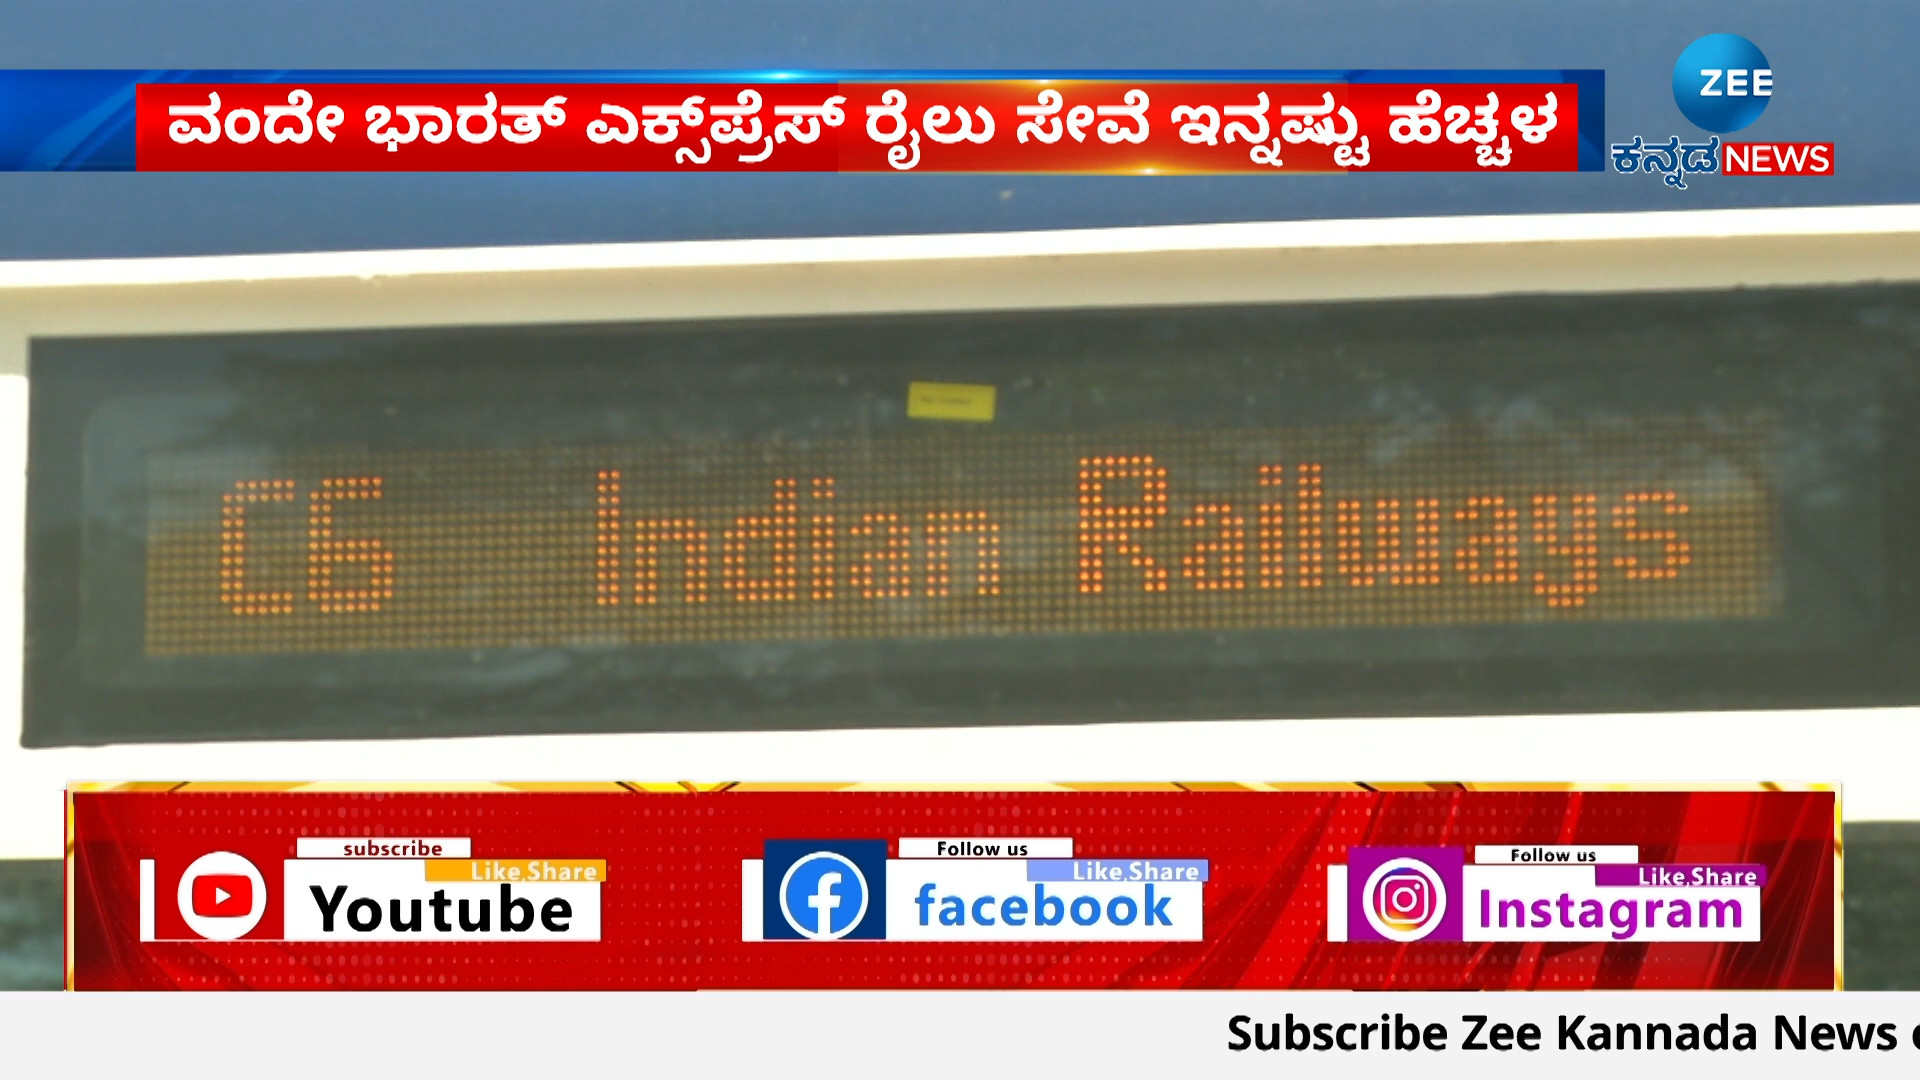 ವಂದೇ ಭಾರತ್ ಎಕ್ಸ್‌ಪ್ರೆಸ್ ರೈಲು ಸೇವೆ ಇನ್ನಷ್ಟು ಹೆಚ್ಚಳ
ZEE
ಕನ್ನಡ NEWS
C6 Indian Railways
subscribe
Like,Share
Youtube
Follow us
Like,Share
facebook
Follow us
Like,Share
Instagram
Subscribe Zee Kannada News